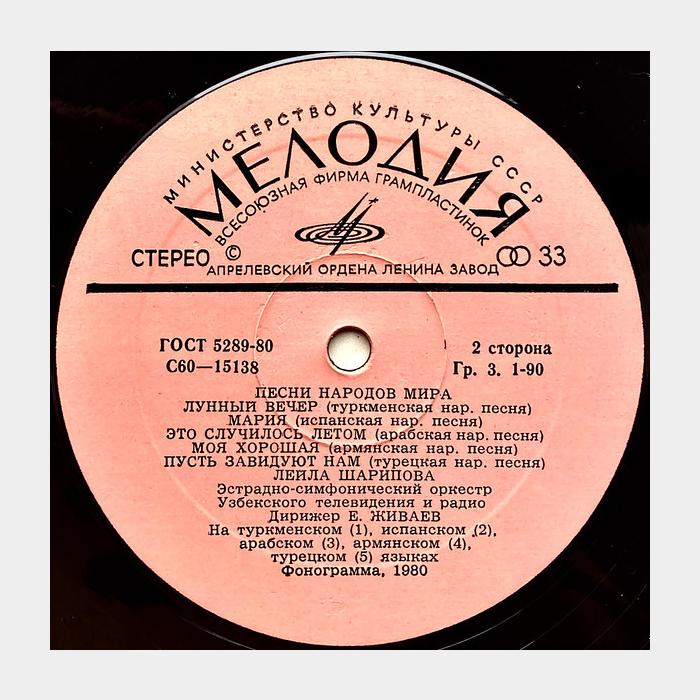 МИНИСТЕРСТВО КУЛЬТУРЫ СССР
МЕЛОДИЯ
ВСЕСОЮЗНАЯ ФИРМА ГРАМПЛАСТИНОК
СТЕРЕО © 33
АПРЕЛЕВСКИЙ ОРДЕНА ЛЕНИНА ЗАВОД
ГОСТ 5289-80 2 сторона
С60—15138 Гр. 3. 1-90
ПЕСНИ НАРОДОВ МИРА
ЛУННЫЙ ВЕЧЕР (туркменская нар. песня)
МАРИЯ (испанская нар. песня)
ЭТО СЛУЧИЛОСЬ ЛЕТОМ (арабская нар. песня)
МОЯ ХОРОШАЯ (армянская нар. песня)
ПУСТЬ ЗАВИДУЮТ НАМ (турецкая нар. песня)
ЛЕЙЛА ШАРИПОВА
Эстрадно-симфонический оркестр
Узбекского телевидения и радио
Дирижер Е. ЖИВАЕВ
На туркменском (1), испанском (2),
арабском (3), армянском (4),
турецком (5) языках
Фонограмма, 1980